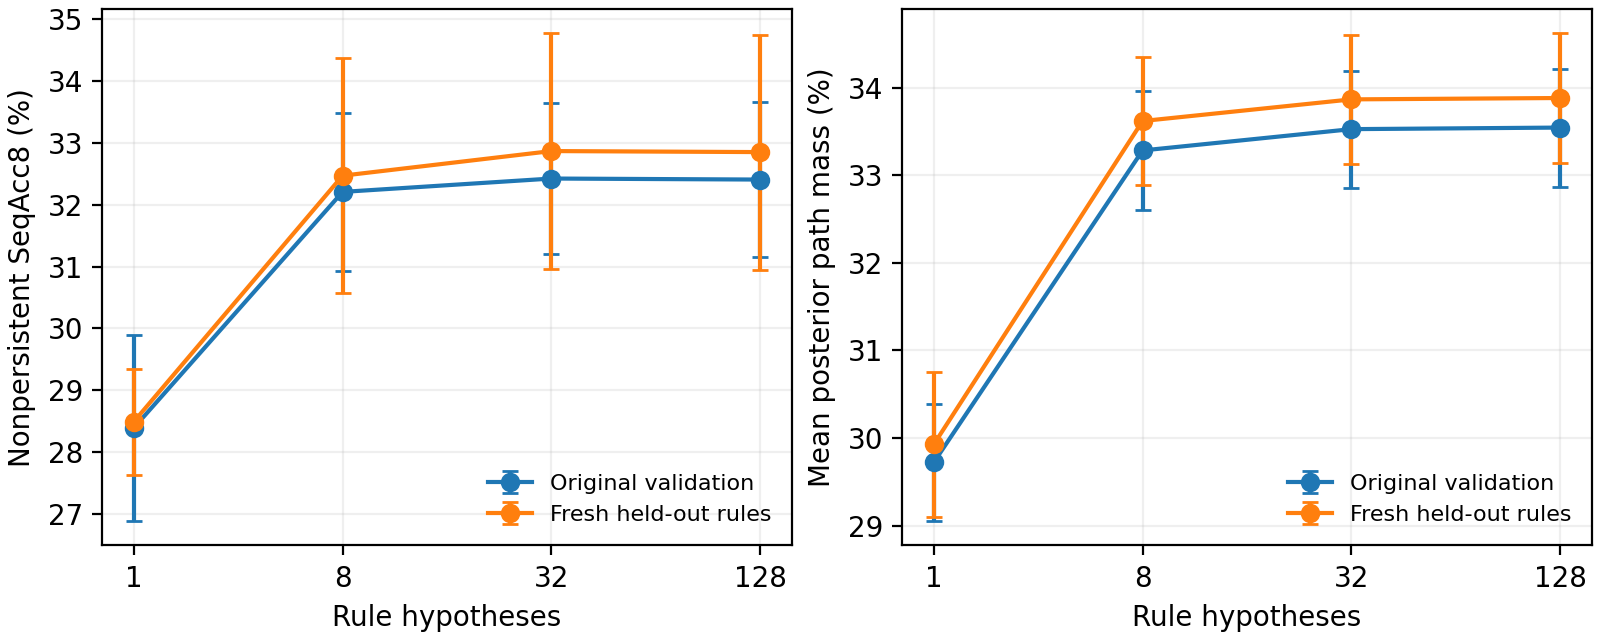 35
34
33
32
31
30
29
28
27
Nonpersistent SeqAcc8 (%)
Original validation
Fresh held-out rules
1
8
32
128
Rule hypotheses
34
33
32
31
30
29
Mean posterior path mass (%)
Original validation
Fresh held-out rules
1
8
32
128
Rule hypotheses